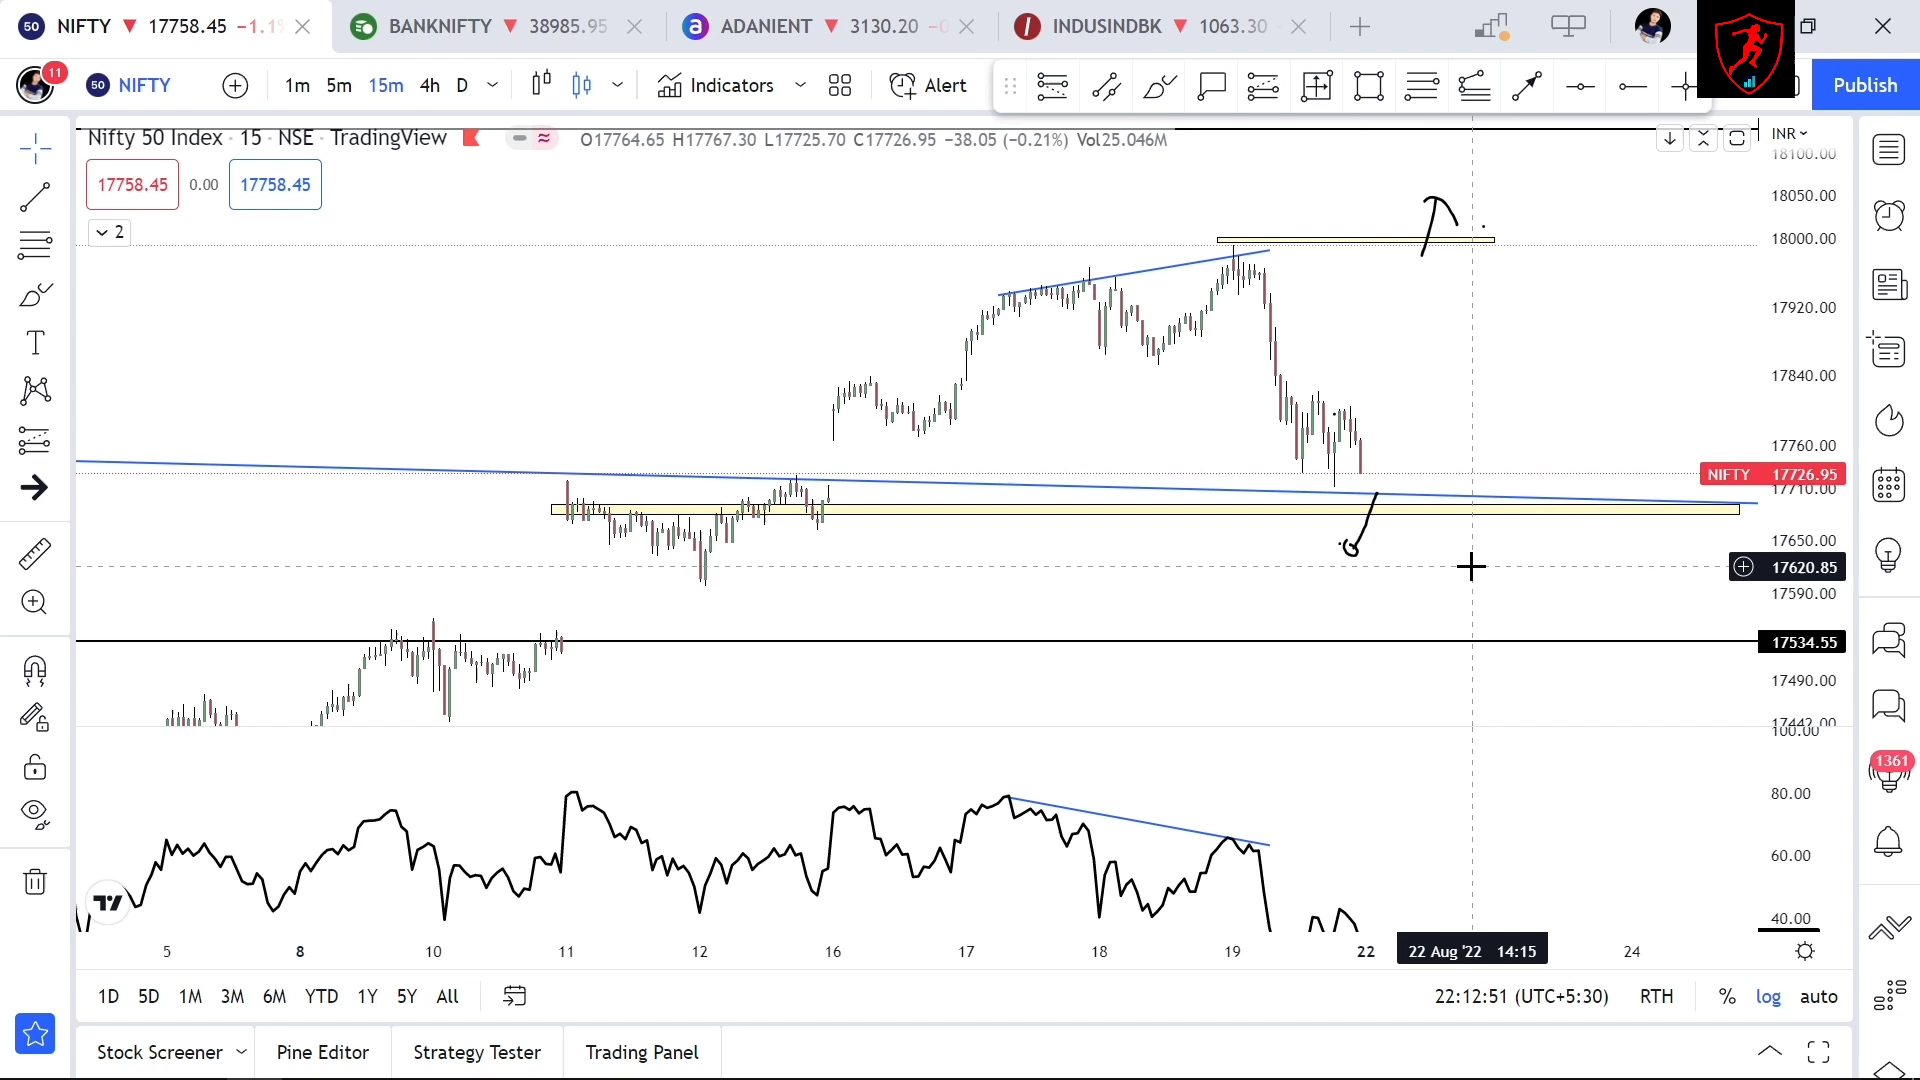 50 NIFTY 17758.45 −1.1 BANKNIFTY 38985.95 a ADANIENT 3130.20 INDUSINDBK 1063.30
11 50 NIFTY 1m 5m 15m 4h D Indicators Alert Publish
Nifty 50 Index · 15 · NSE · TradingView O17764.65 H17767.30 L17725.70 C17726.95 −38.05 (−0.21%) Vol25.046M INR
17758.45 0.00 17758.45
2
18100.00
18050.00
18000.00
17920.00
17840.00
17760.00
NIFTY 17726.95
17710.00
17650.00
17620.85
17590.00
17534.55
17490.00
17442.00
100.00
1361
80.00
60.00
40.00
5 8 10 11 12 16 17 18 19 22 22 Aug '22 14:15 24
1D 5D 1M 3M 6M YTD 1Y 5Y All 22:12:51 (UTC+5:30) RTH % log auto
Stock Screener Pine Editor Strategy Tester Trading Panel